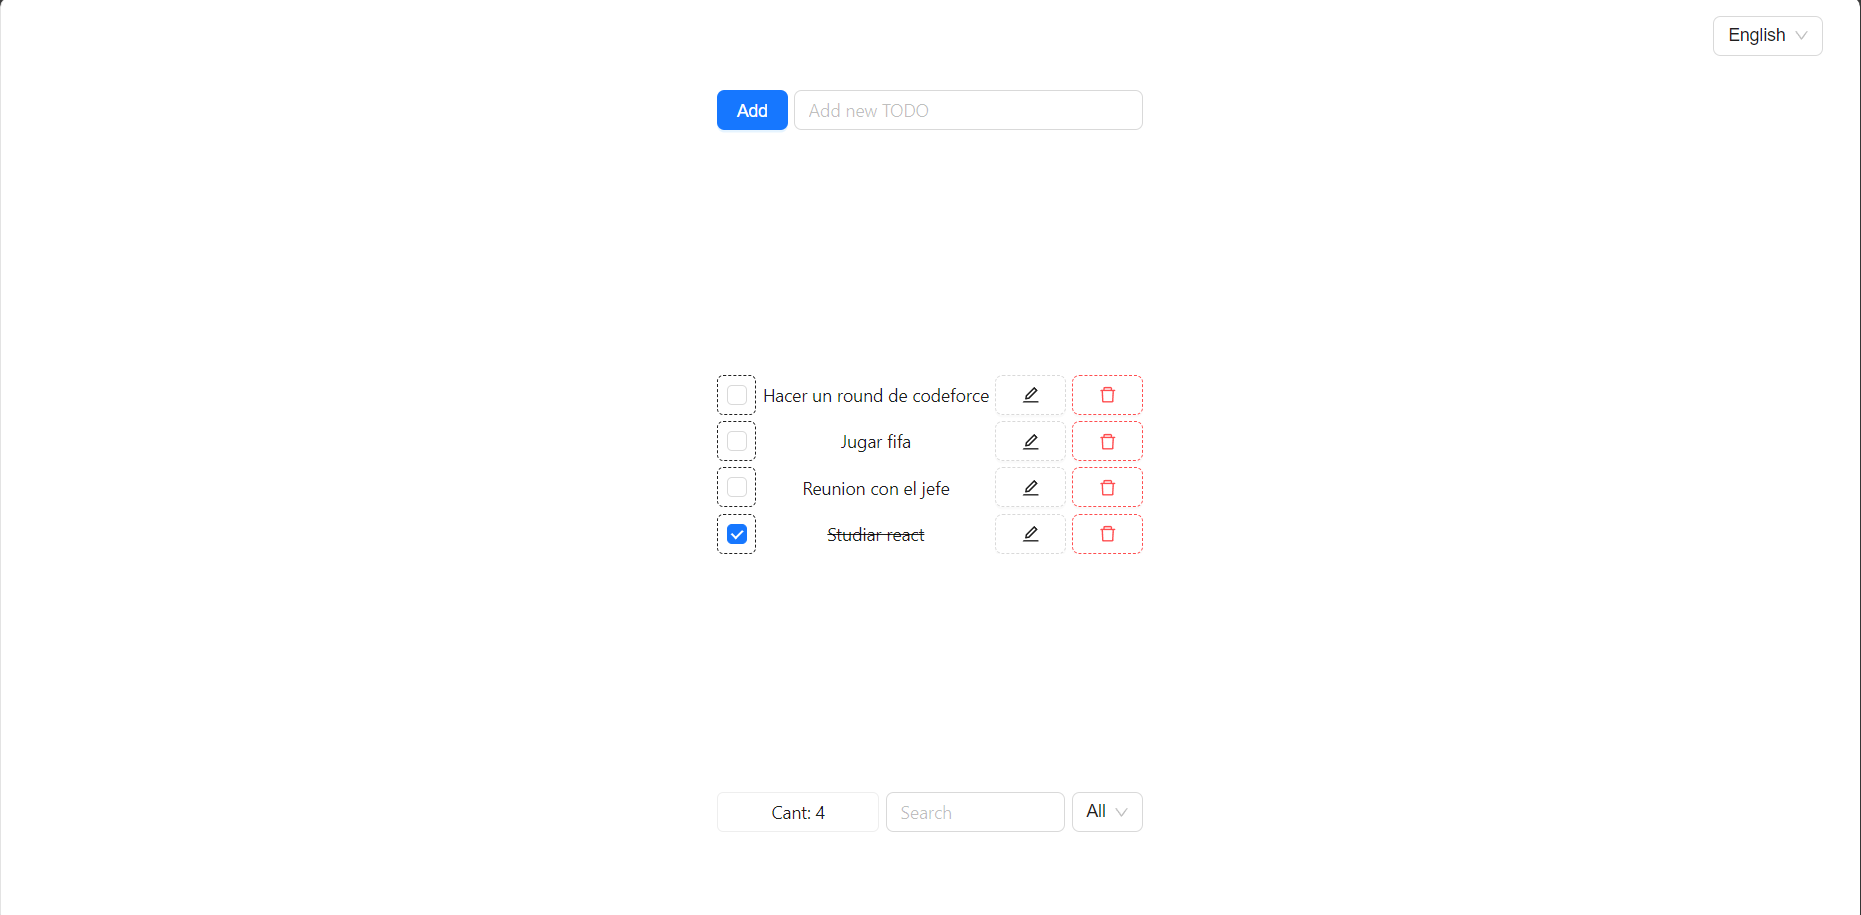 English
Add Add new TODO
Hacer un round de codeforce
Jugar fifa
Reunion con el jefe
Studiar react
Cant: 4 Search All